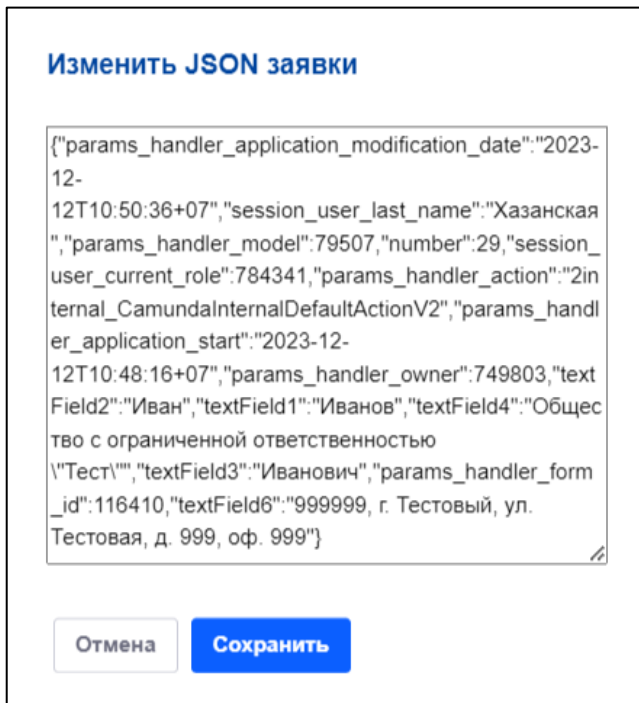 Изменить JSON заявки
{"params_handler_application_modification_date":"2023-
12-
12T10:50:36+07","session_user_last_name":"Хазанская
","params_handler_model":79507,"number":29,"session_
user_current_role":784341,"params_handler_action":"2in
ternal_CamundaInternalDefaultActionV2","params_handl
er_application_start":"2023-12-
12T10:48:16+07","params_handler_owner":749803,"text
Field2":"Иван","textField1":"Иванов","textField4":"Общес
тво с ограниченной ответственностью
\"Тест\"","textField3":"Иванович","params_handler_form
_id":116410,"textField6":"999999, г. Тестовый, ул.
Тестовая, д. 999, оф. 999"}
Отмена
Сохранить